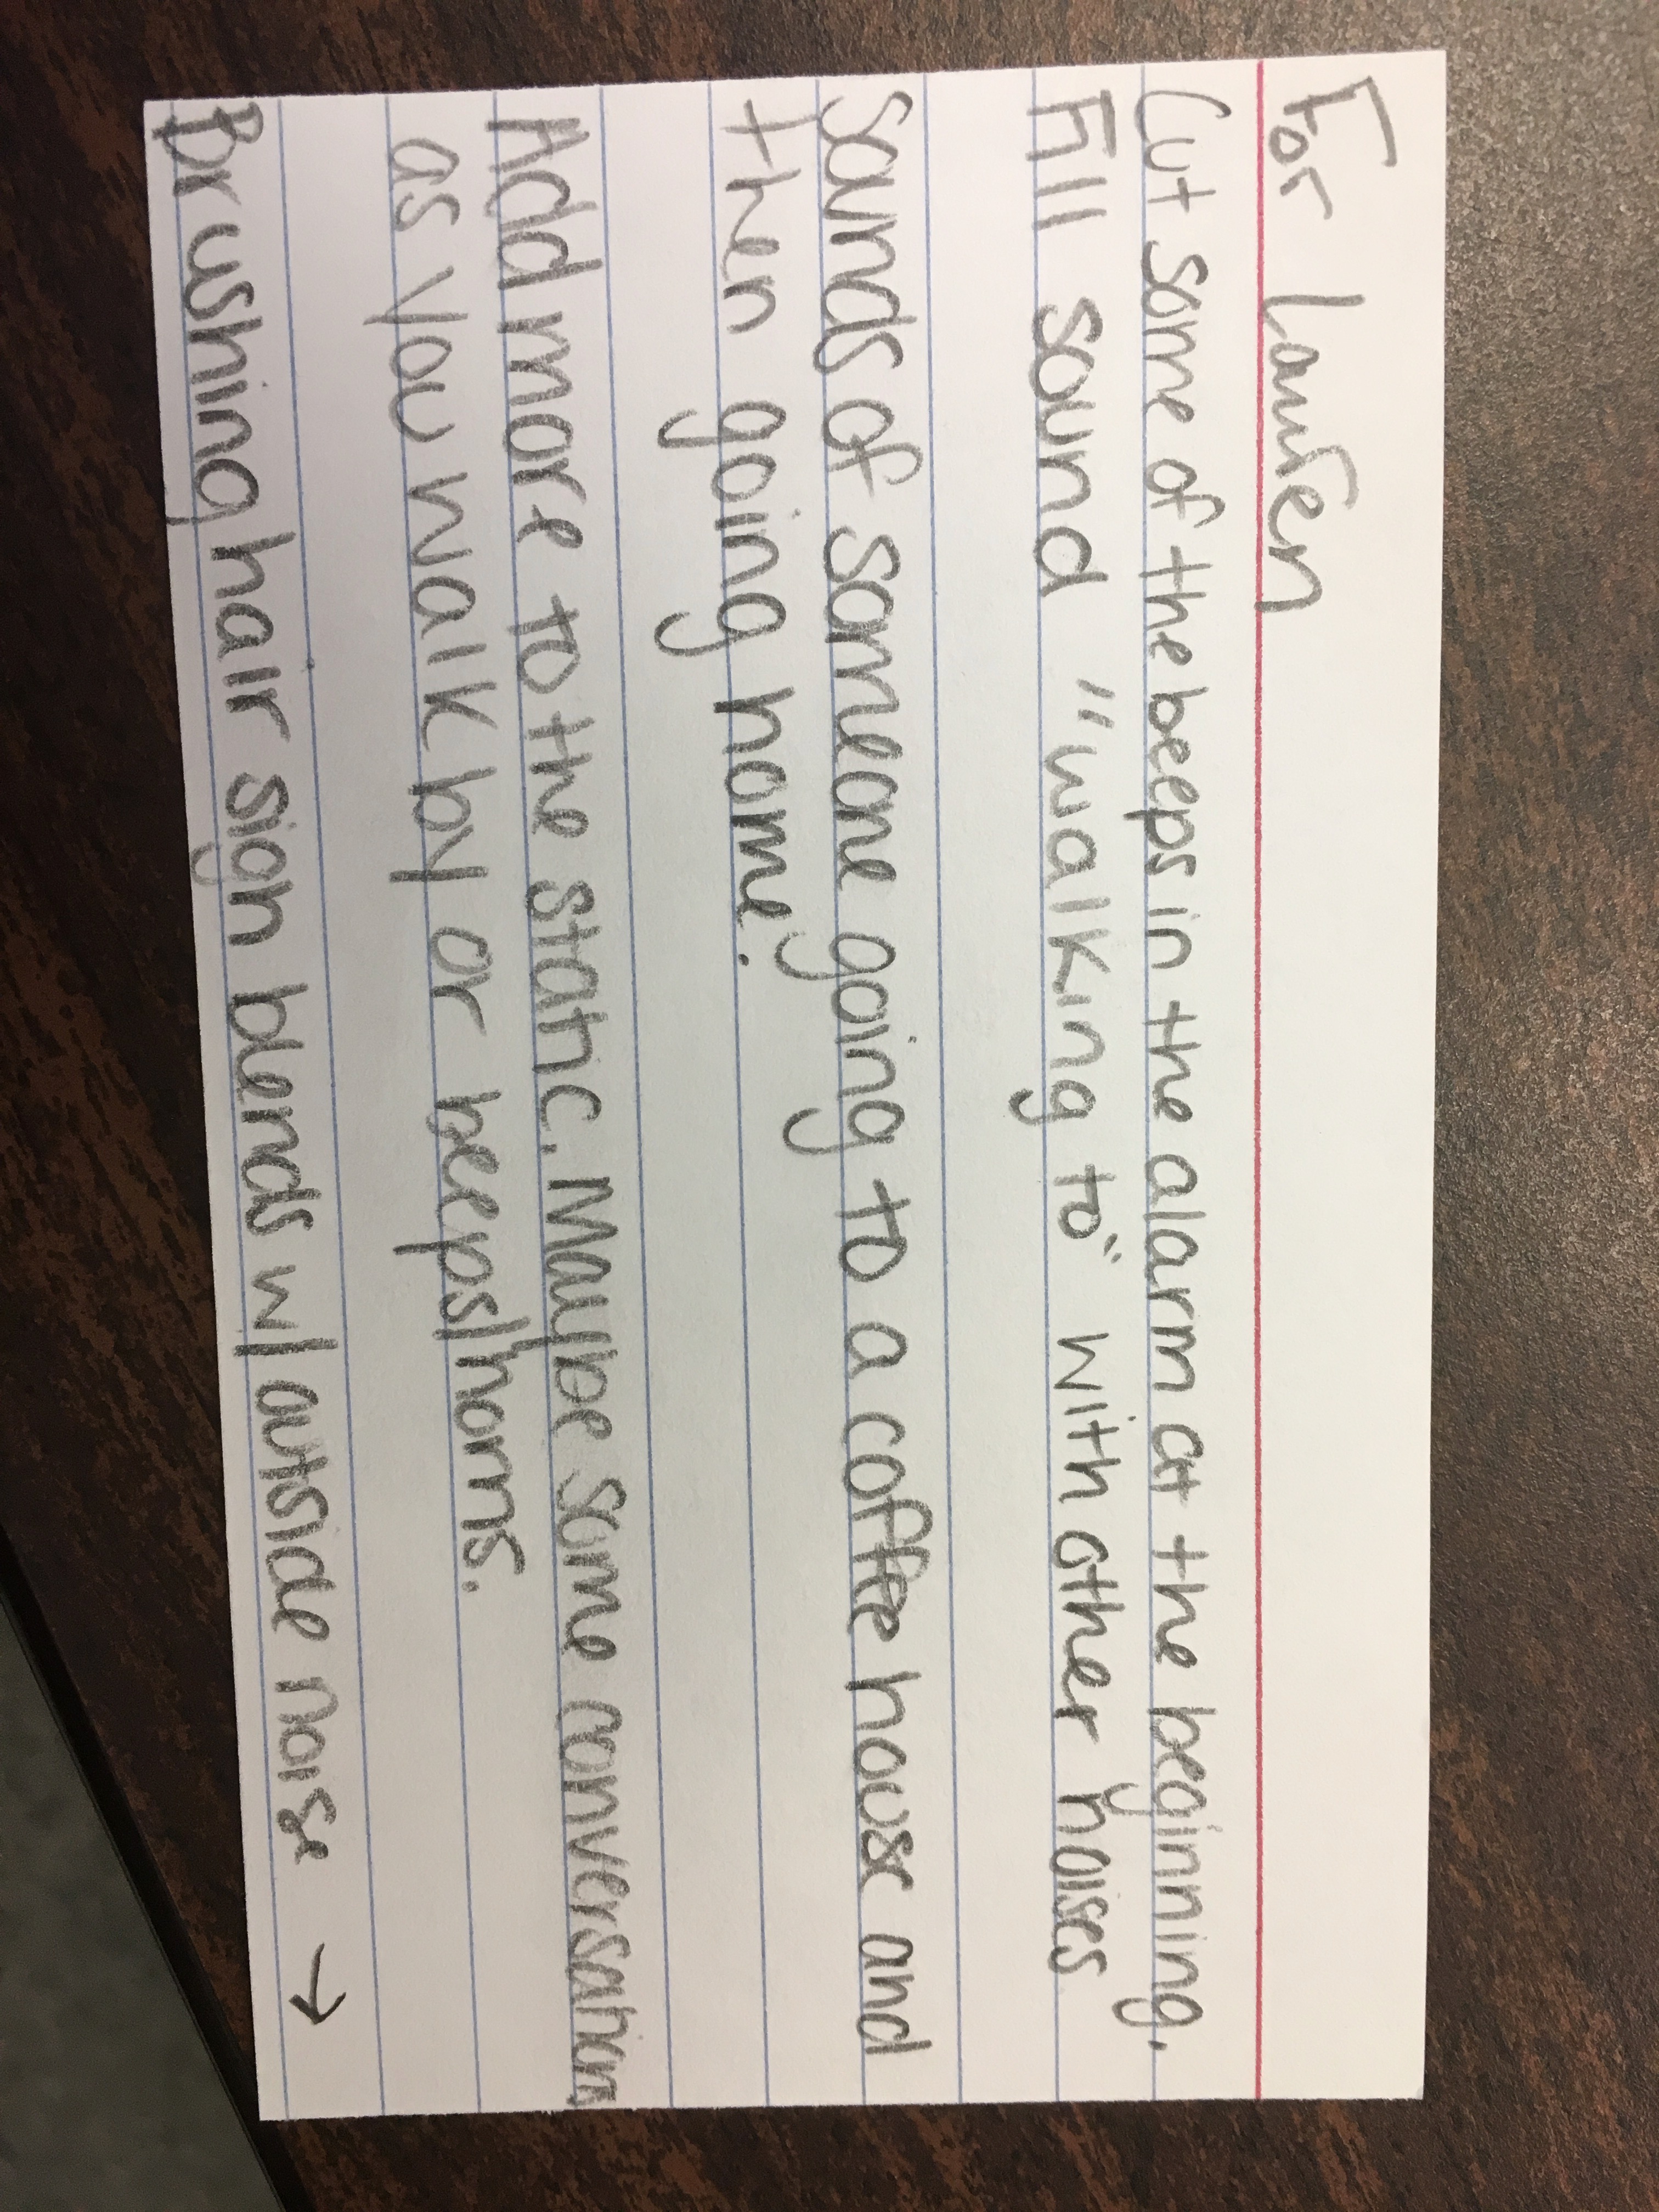 For Lauren
Cut some of the beeps in the alarm at the beginning.
Fill sound "walking to" with other noises
Sounds of someone going to a coffee house and
then going home.
Add more to the static. Maybe some conversations
as you walk by or beeps/horns.
Brushing hair sign blends w/ outside noise →